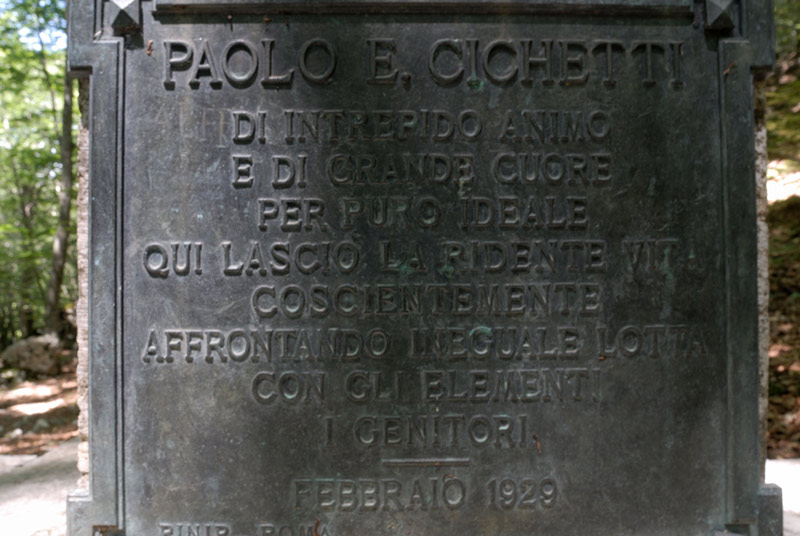 PAOLO E. CICHETTI
DI INTREPIDO ANIMO
E DI GRANDE CUORE
PER PURO IDEALE
QUI LASCIO LA RIDENTE VITA
COSCIENTEMENTE
AFFRONTANDO INEGUALE LOTTA
CON GLI ELEMENTI
I GENITORI.
FEBBRAIO 1929
ROMA